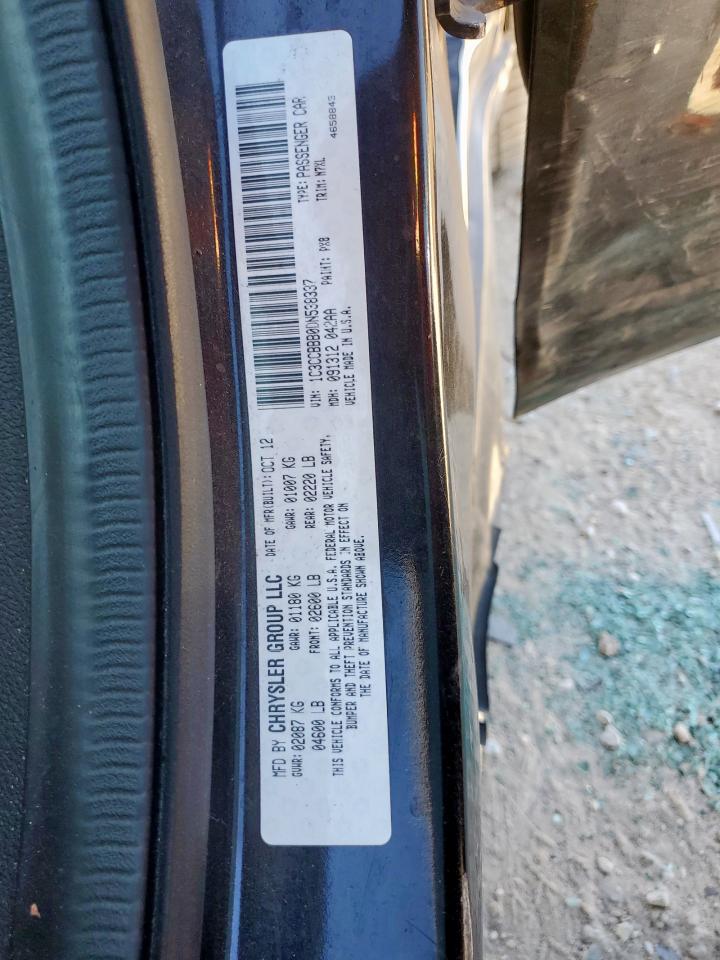 MFD BY CHRYSLER GROUP LLC
DATE OF MFR(BUILT): OCT 12
GVWR: 02087 KG
GAWR: 01180 KG
GAWR: 01007 KG
04600 LB
FRONT: 02600 LB
REAR: 02220 LB
THIS VEHICLE CONFORMS TO ALL APPLICABLE U.S.A. FEDERAL MOTOR VEHICLE SAFETY,
BUMPER AND THEFT PREVENTION STANDARDS IN EFFECT ON
THE DATE OF MANUFACTURE SHOWN ABOVE.
VIN: 1C3CCBBB0DN538337
TYPE: PASSENGER CAR
MDH: 091312 042AA
PAINT: PX8
TRIM: N7XL
VEHICLE MADE IN U.S.A.
4658843